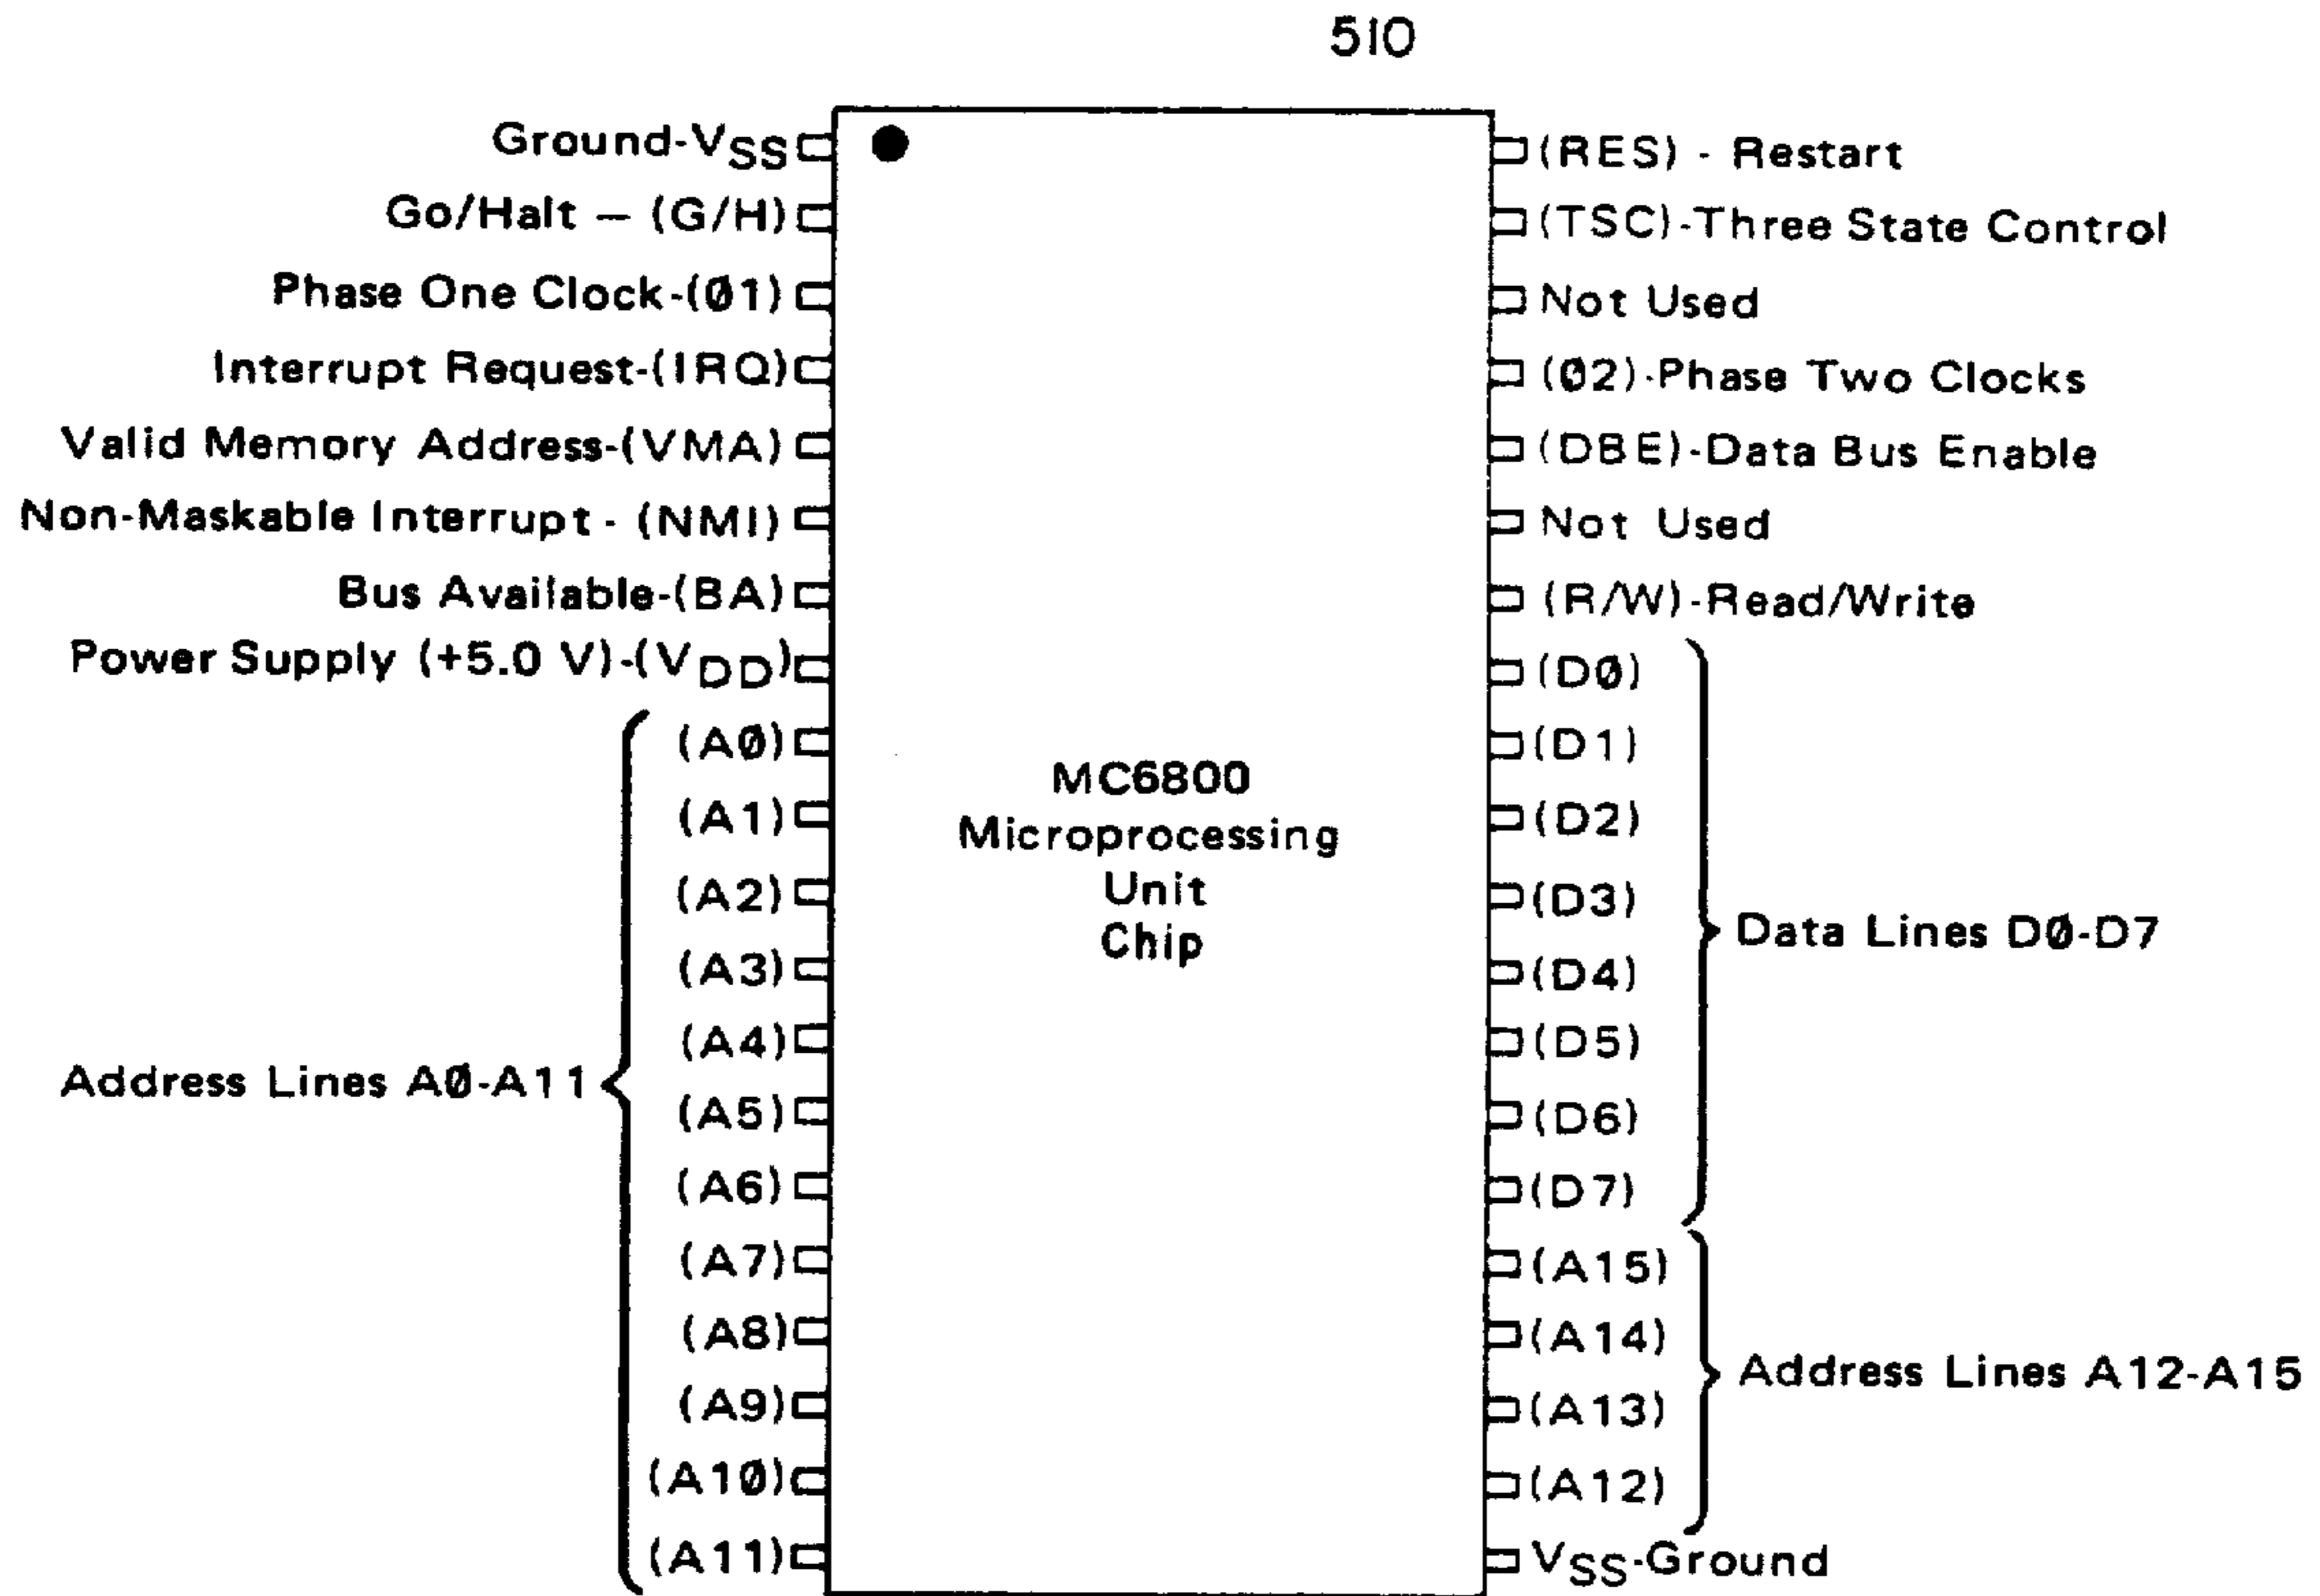 510
Ground-VSS
Go/Halt — (G/H)
Phase One Clock-(Ø1)
Interrupt Request-(IRQ)
Valid Memory Address-(VMA)
Non-Maskable Interrupt - (NMI)
Bus Available-(BA)
Power Supply (+5.0 V)-(VDD)
(AØ)
(A1)
(A2)
(A3)
(A4)
(A5)
(A6)
(A7)
(A8)
(A9)
(A1Ø)
(A11)
Address Lines AØ-A11
MC6800
Microprocessing
Unit
Chip
(RES) - Restart
(TSC)-Three State Control
Not Used
(Ø2)-Phase Two Clocks
(DBE)-Data Bus Enable
Not Used
(R/W)-Read/Write
(DØ)
(D1)
(D2)
(D3)
(D4)
(D5)
(D6)
(D7)
Data Lines DØ-D7
(A15)
(A14)
(A13)
(A12)
Address Lines A12-A15
VSS-Ground